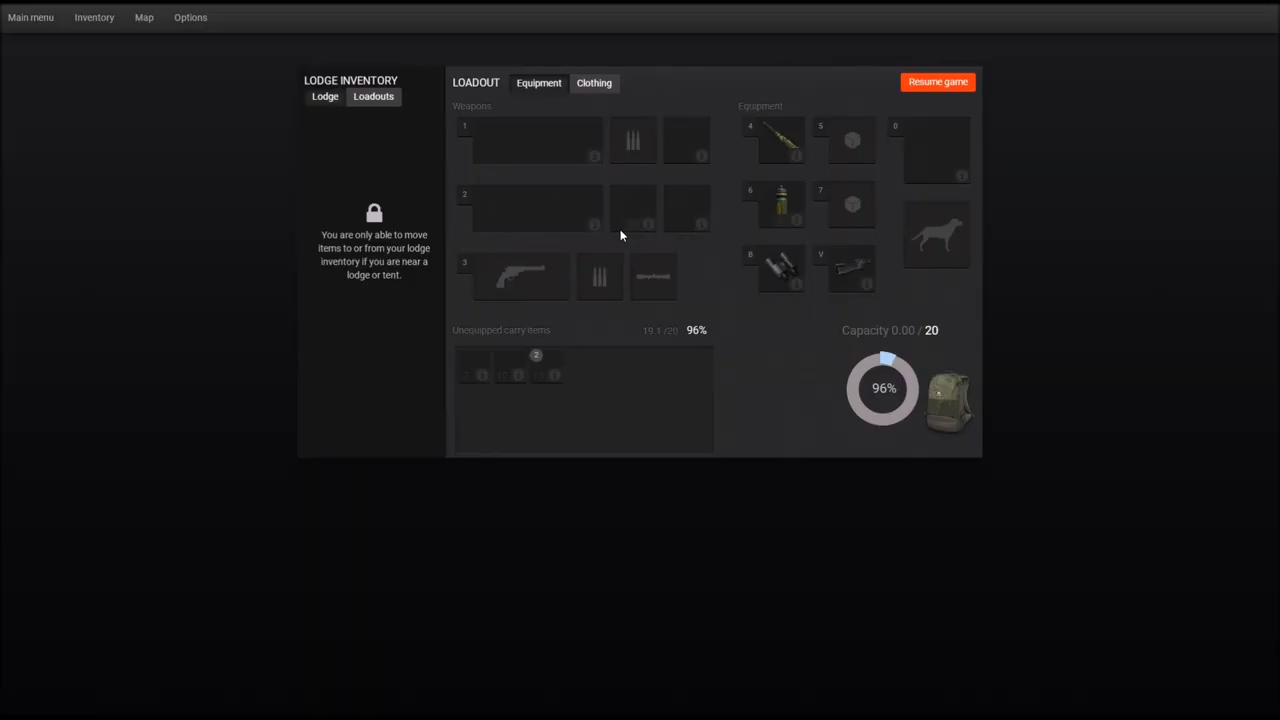 Main menu Inventory Map Options
LODGE INVENTORY
Lodge Loadouts
You are only able to move
items to or from your lodge
inventory if you are near a
lodge or tent.
LOADOUT Equipment Clothing Resume game
Weapons
1
2
3
Equipment
4 5 0
6 7
B V
Unequipped carry items 19.1 /20 96%
2
Capacity 0.00 / 20
96%